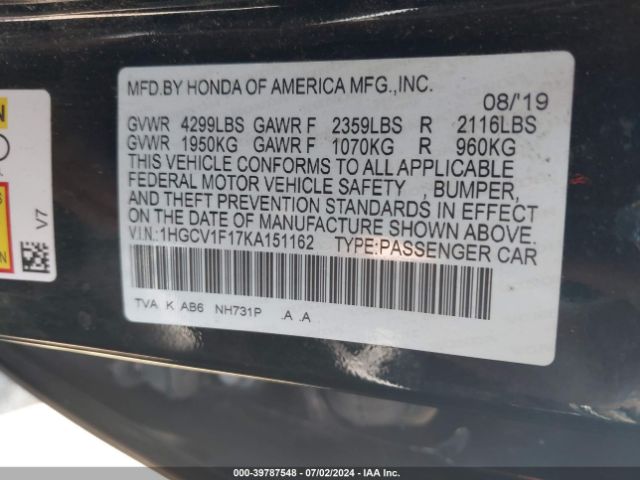 MFD.BY HONDA OF AMERICA MFG.,INC.
08/'19
GVWR 4299LBS GAWR F 2359LBS R 2116LBS
GVWR 1950KG GAWR F 1070KG R 960KG
THIS VEHICLE CONFORMS TO ALL APPLICABLE
FEDERAL MOTOR VEHICLE SAFETY , BUMPER,
AND THEFT PREVENTION STANDARDS IN EFFECT
ON THE DATE OF MANUFACTURE SHOWN ABOVE.
V.I.N.:1HGCV1F17KA151162 TYPE:PASSENGER CAR
TVA K AB6 NH731P .A .A
V7
000-39787548 - 07/02/2024 - IAA Inc.